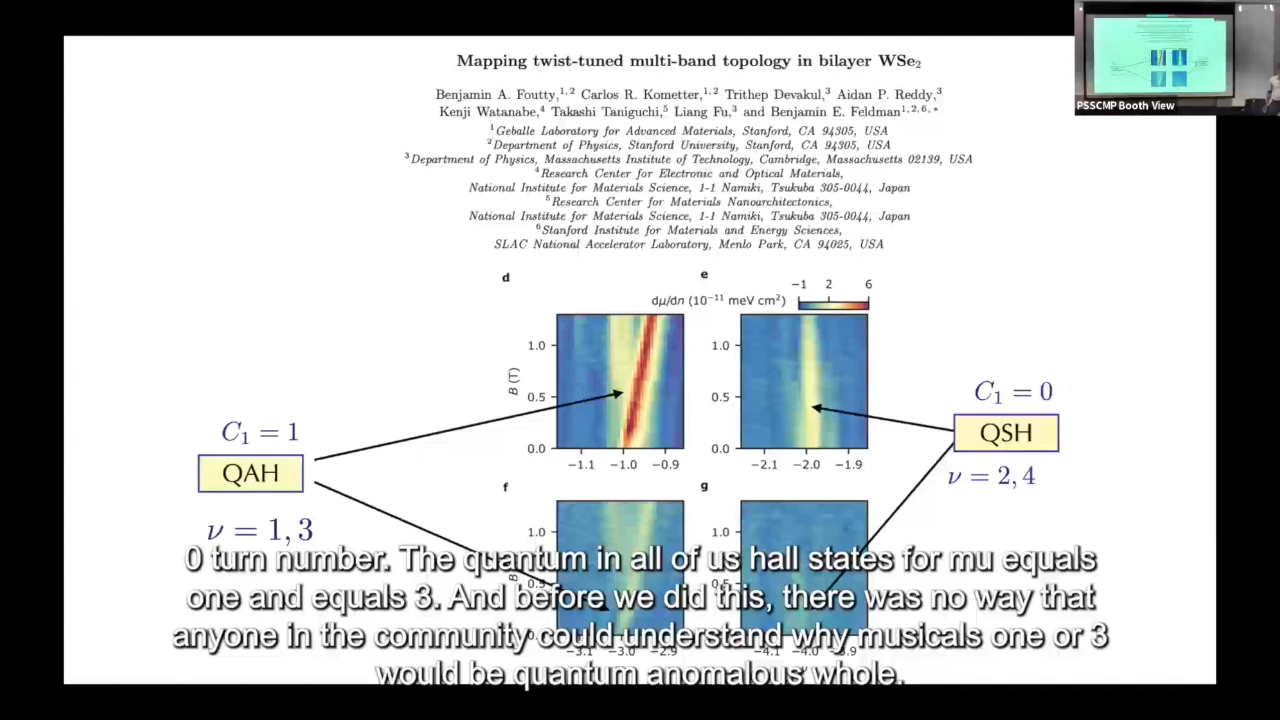 Mapping twist-tuned multi-band topology in bilayer WSe₂
Benjamin A. Foutty,¹,² Carlos R. Kometter,¹,² Trithep Devakul,³ Aidan P. Reddy,³
Kenji Watanabe,⁴ Takashi Taniguchi,⁵ Liang Fu,³ and Benjamin E. Feldman¹,²,⁶,*
¹Geballe Laboratory for Advanced Materials, Stanford, CA 94305, USA
²Department of Physics, Stanford University, Stanford, CA 94305, USA
³Department of Physics, Massachusetts Institute of Technology, Cambridge, Massachusetts 02139, USA
⁴Research Center for Electronic and Optical Materials,
National Institute for Materials Science, 1-1 Namiki, Tsukuba 305-0044, Japan
⁵Research Center for Materials Nanoarchitectonics,
National Institute for Materials Science, 1-1 Namiki, Tsukuba 305-0044, Japan
⁶Stanford Institute for Materials and Energy Sciences,
SLAC National Accelerator Laboratory, Menlo Park, CA 94025, USA
PSSCMP Booth View
d
e
−1 2 6
dμ/dn (10⁻¹¹ meV cm²)
1.0
0.5
0.0
B (T)
−1.1 −1.0 −0.9
1.0
0.5
0.0
−2.1 −2.0 −1.9
C₁ = 1
QAH
ν = 1, 3
C₁ = 0
QSH
ν = 2, 4
f
g
1.0
0.5
B
−3.1 −3.0 −2.9
1.0
0.5
−4.1 −4.0 −3.9
0 turn number. The quantum in all of us hall states for mu equals
one and equals 3. And before we did this, there was no way that
anyone in the community could understand why musicals one or 3
would be quantum anomalous whole.